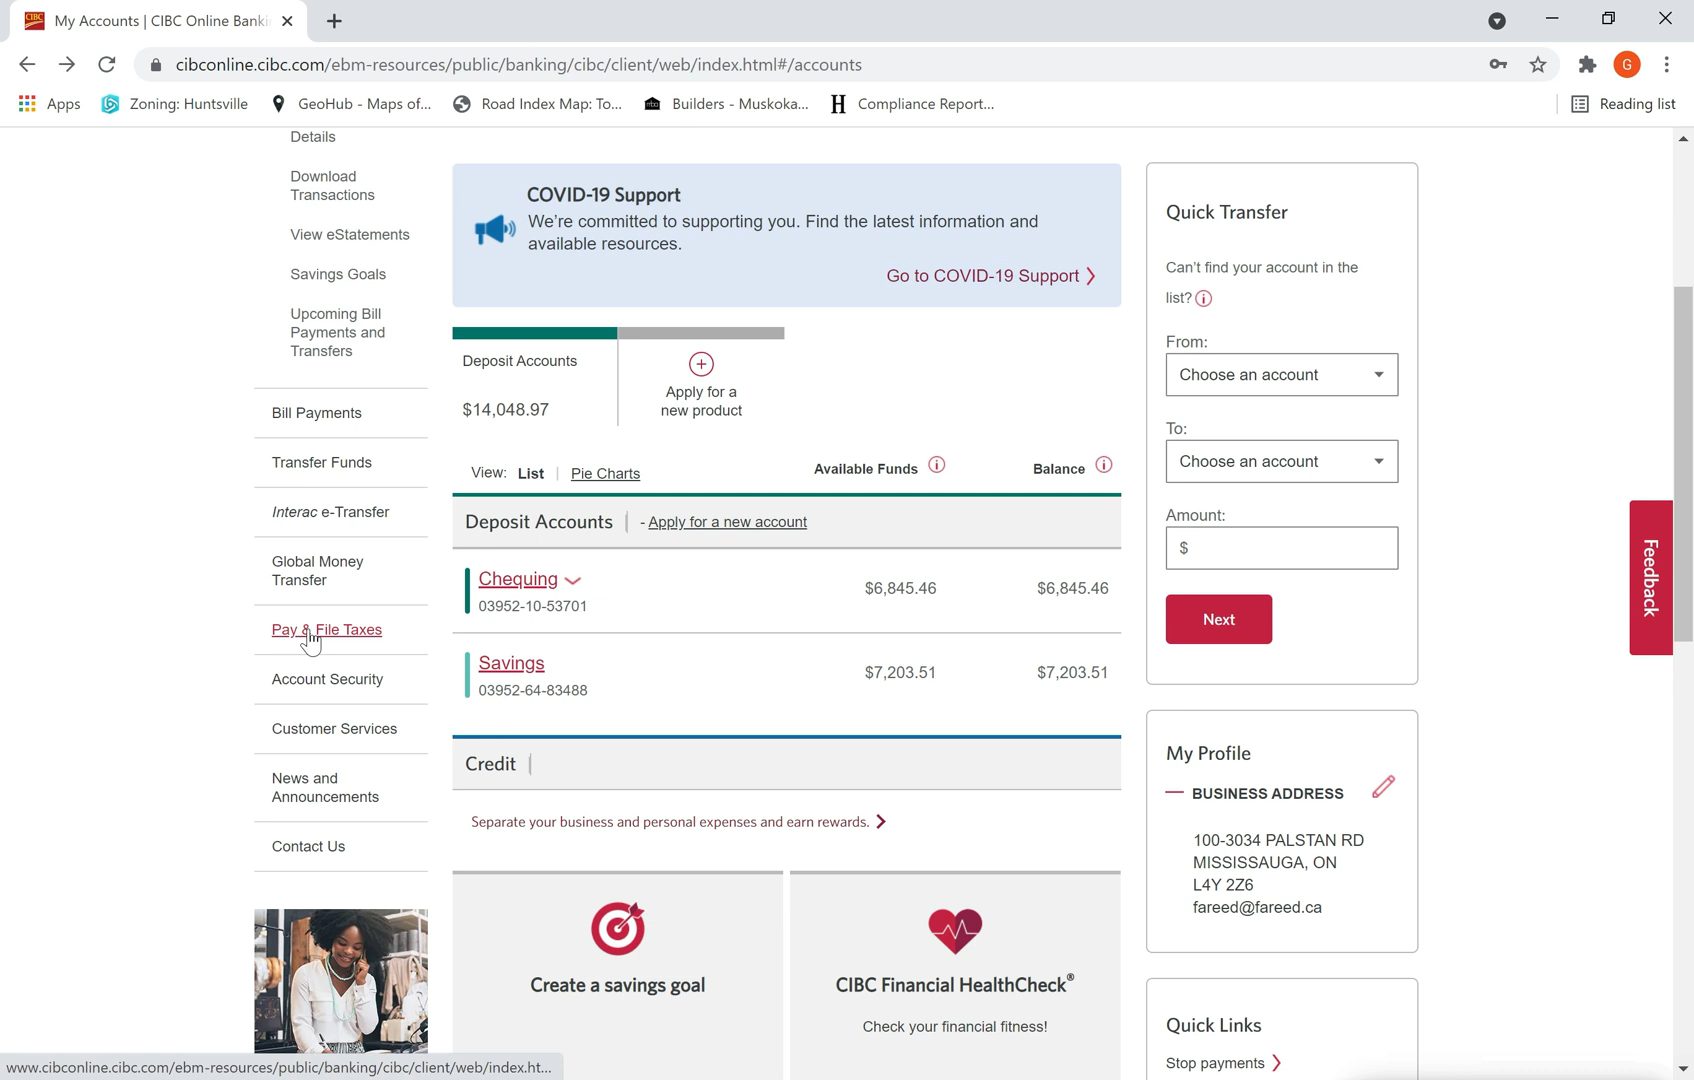 CIBC
My Accounts | CIBC Online Banki
cibconline.cibc.com/ebm-resources/public/banking/cibc/client/web/index.html#/accounts
G
Apps
Zoning: Huntsville
GeoHub - Maps of...
Road Index Map: To...
mba
Builders - Muskoka...
H
Compliance Report...
Reading list
Details
Download
Transactions
View eStatements
Savings Goals
Upcoming Bill
Payments and
Transfers
Bill Payments
Transfer Funds
Interac e-Transfer
Global Money
Transfer
Pay & File Taxes
Account Security
Customer Services
News and
Announcements
Contact Us
COVID-19 Support
We're committed to supporting you. Find the latest information and
available resources.
Go to COVID-19 Support
Deposit Accounts
$14,048.97
Apply for a
new product
View: List | Pie Charts
Available Funds
Balance
Deposit Accounts | - Apply for a new account
Chequing
03952-10-53701
$6,845.46
$6,845.46
Savings
03952-64-83488
$7,203.51
$7,203.51
Credit |
Separate your business and personal expenses and earn rewards.
Create a savings goal
CIBC Financial HealthCheck®
Check your financial fitness!
Quick Transfer
Can't find your account in the
list?
From:
Choose an account
To:
Choose an account
Amount:
$
Next
Feedback
My Profile
BUSINESS ADDRESS
100-3034 PALSTAN RD
MISSISSAUGA, ON
L4Y 2Z6
fareed@fareed.ca
Quick Links
Stop payments
www.cibconline.cibc.com/ebm-resources/public/banking/cibc/client/web/index.ht...